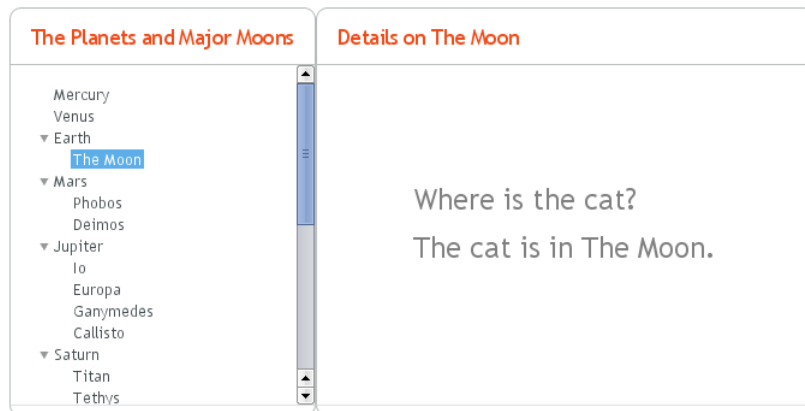 The Planets and Major Moons
Mercury
Venus
Earth
The Moon
Mars
Phobos
Deimos
Jupiter
Io
Europa
Ganymedes
Callisto
Saturn
Titan
Tethys
Details on The Moon
Where is the cat?
The cat is in The Moon.